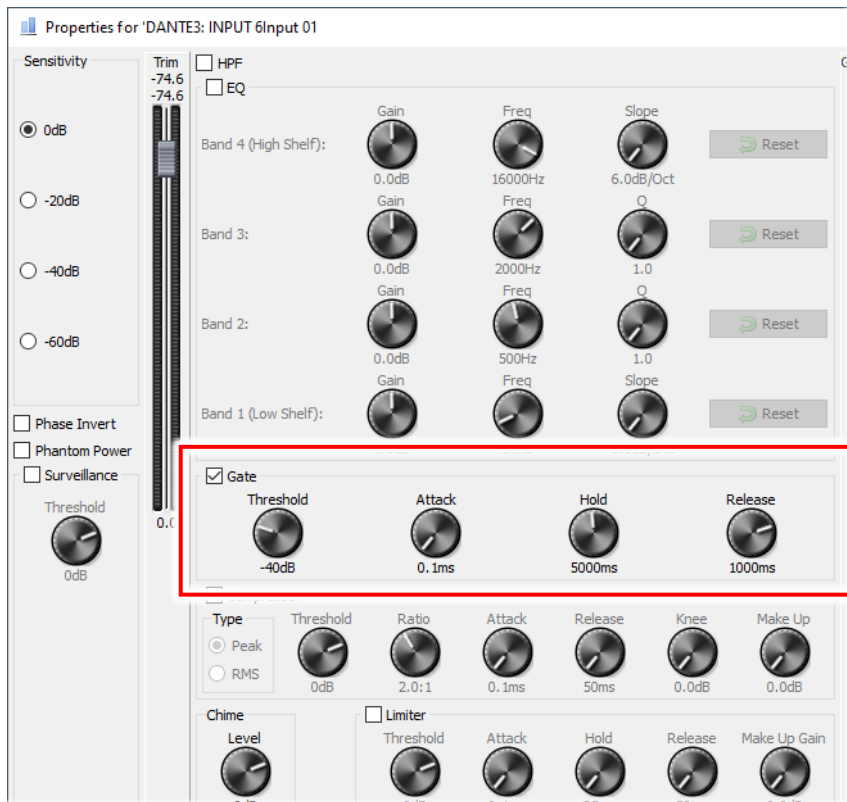 Properties for 'DANTE3: INPUT 6Input 01
Sensitivity
0dB
-20dB
-40dB
-60dB
Phase Invert
Phantom Power
Surveillance
Threshold
0dB
Trim
-74.6
-74.6
HPF
EQ
Gain Freq Slope
Band 4 (High Shelf): Reset
0.0dB 16000Hz 6.0dB/Oct
Gain Freq Q
Band 3: Reset
0.0dB 2000Hz 1.0
Gain Freq Q
Band 2: Reset
0.0dB 500Hz 1.0
Gain Freq Slope
Band 1 (Low Shelf): Reset
Gate
Threshold Attack Hold Release
-40dB 0.1ms 5000ms 1000ms
Type Threshold Ratio Attack Release Knee Make Up
Peak
RMS
0dB 2.0:1 0.1ms 50ms 0.0dB 0.0dB
Chime
Level
Limiter
Threshold Attack Hold Release Make Up Gain